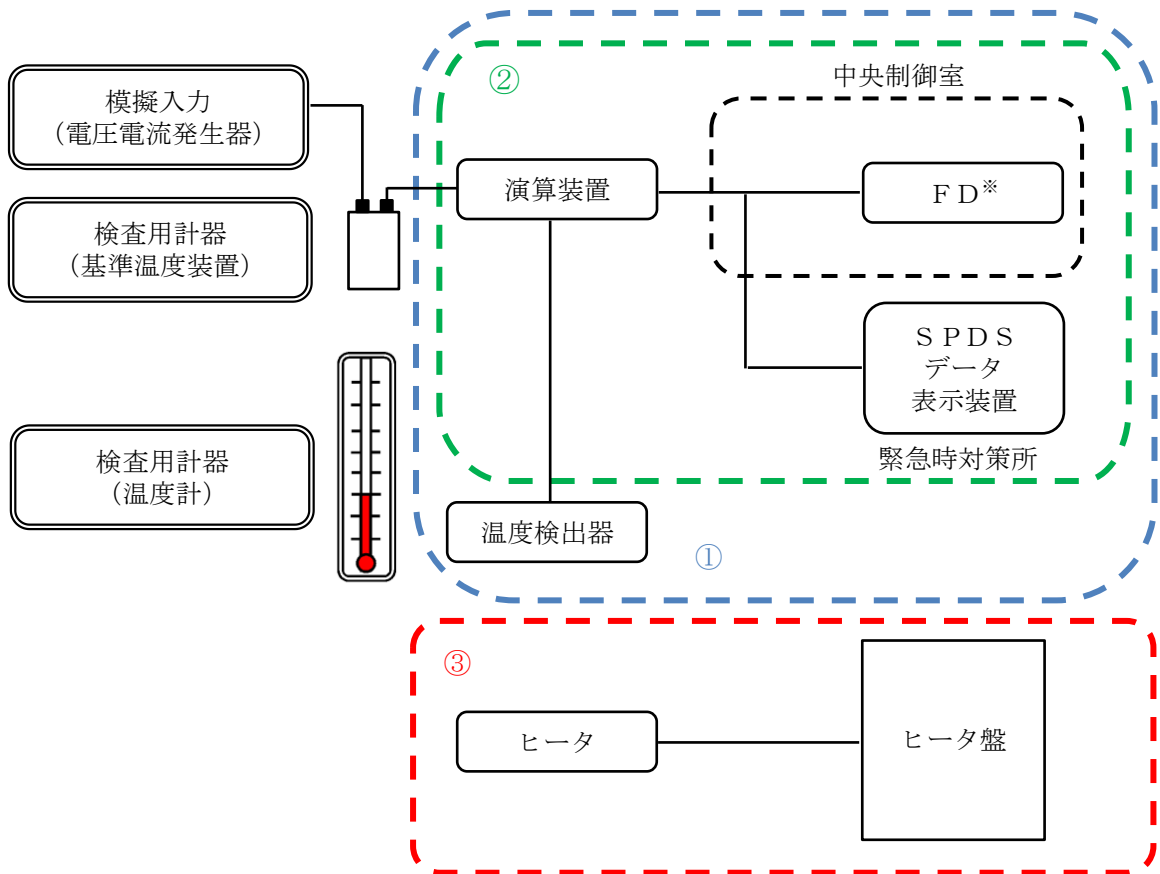 模擬入力
(電圧電流発生器)
検査用計器
(基準温度装置)
検査用計器
(温度計)
②
中央制御室
演算装置
ＦＤ※
ＳＰＤＳ
データ
表示装置
緊急時対策所
温度検出器
①
③
ヒータ
ヒータ盤